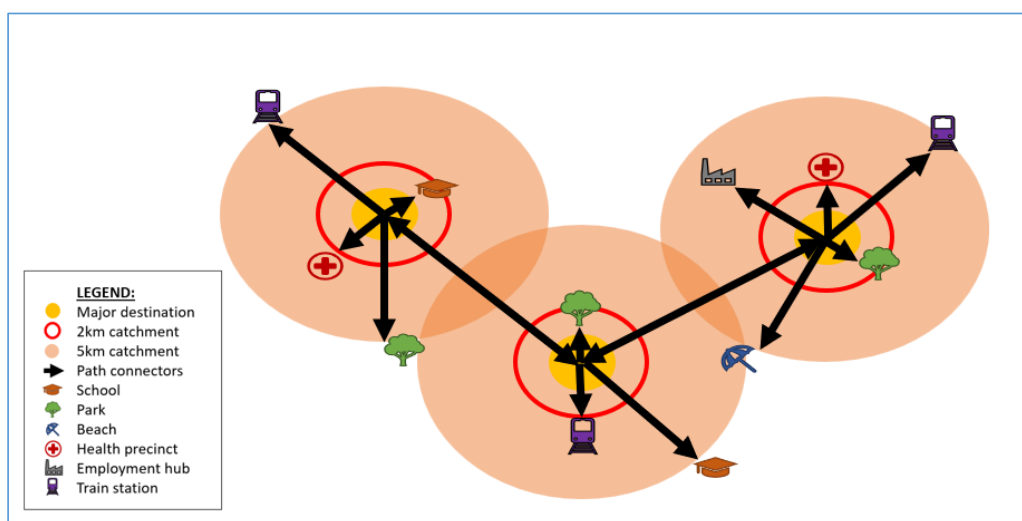 LEGEND:
Major destination
2km catchment
5km catchment
Path connectors
School
Park
Beach
Health precinct
Employment hub
Train station